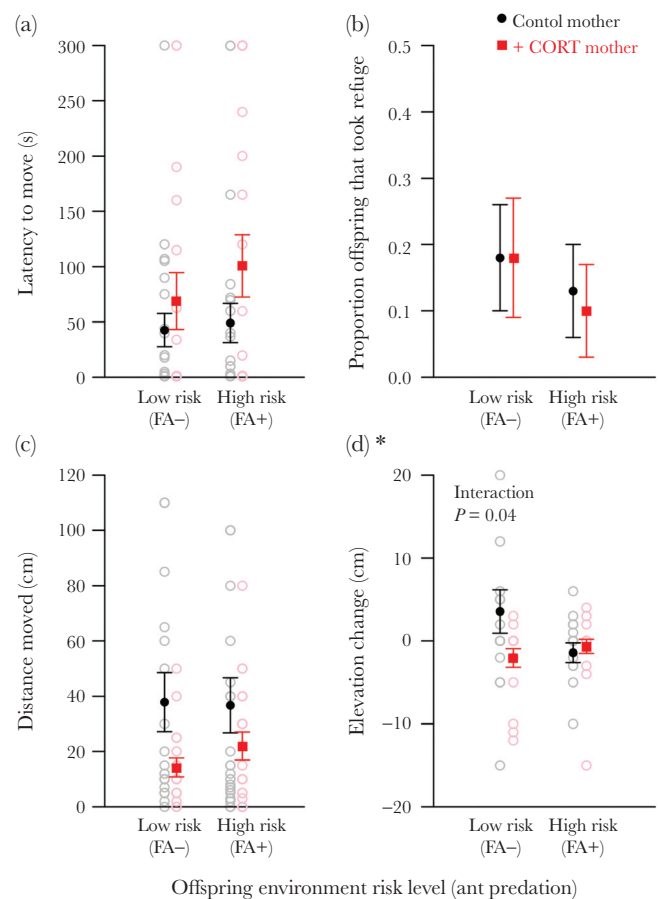 (a)
(b)
Contol mother
+ CORT mother
Latency to move (s)
300
250
200
150
100
50
0
Low risk
(FA–)
High risk
(FA+)
Proportion offspring that took refuge
0.5
0.4
0.3
0.2
0.1
0.0
Low risk
(FA–)
High risk
(FA+)
(c)
(d) *
Distance moved (cm)
120
100
80
60
40
20
0
Low risk
(FA–)
High risk
(FA+)
Elevation change (cm)
20
10
–0
–10
–20
Interaction
P = 0.04
Low risk
(FA–)
High risk
(FA+)
Offspring environment risk level (ant predation)